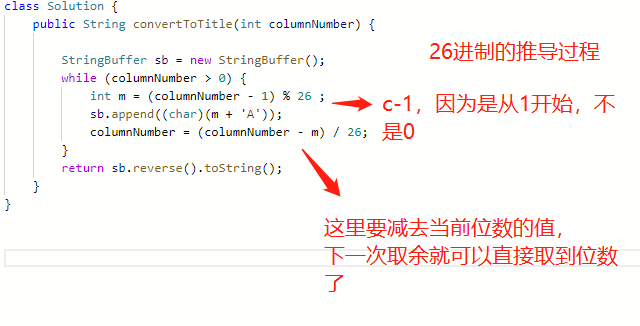 class Solution {
public String convertToTitle(int columnNumber) {
26进制的推导过程
StringBuffer sb = new StringBuffer();
while (columnNumber > 0) {
int m = (columnNumber - 1) % 26 ;
c-1，因为是从1开始，不
是0
sb.append((char)(m + 'A'));
columnNumber = (columnNumber - m) / 26;
}
return sb.reverse().toString();
}
}
这里要减去当前位数的值，
下一次取余就可以直接取到位数
了